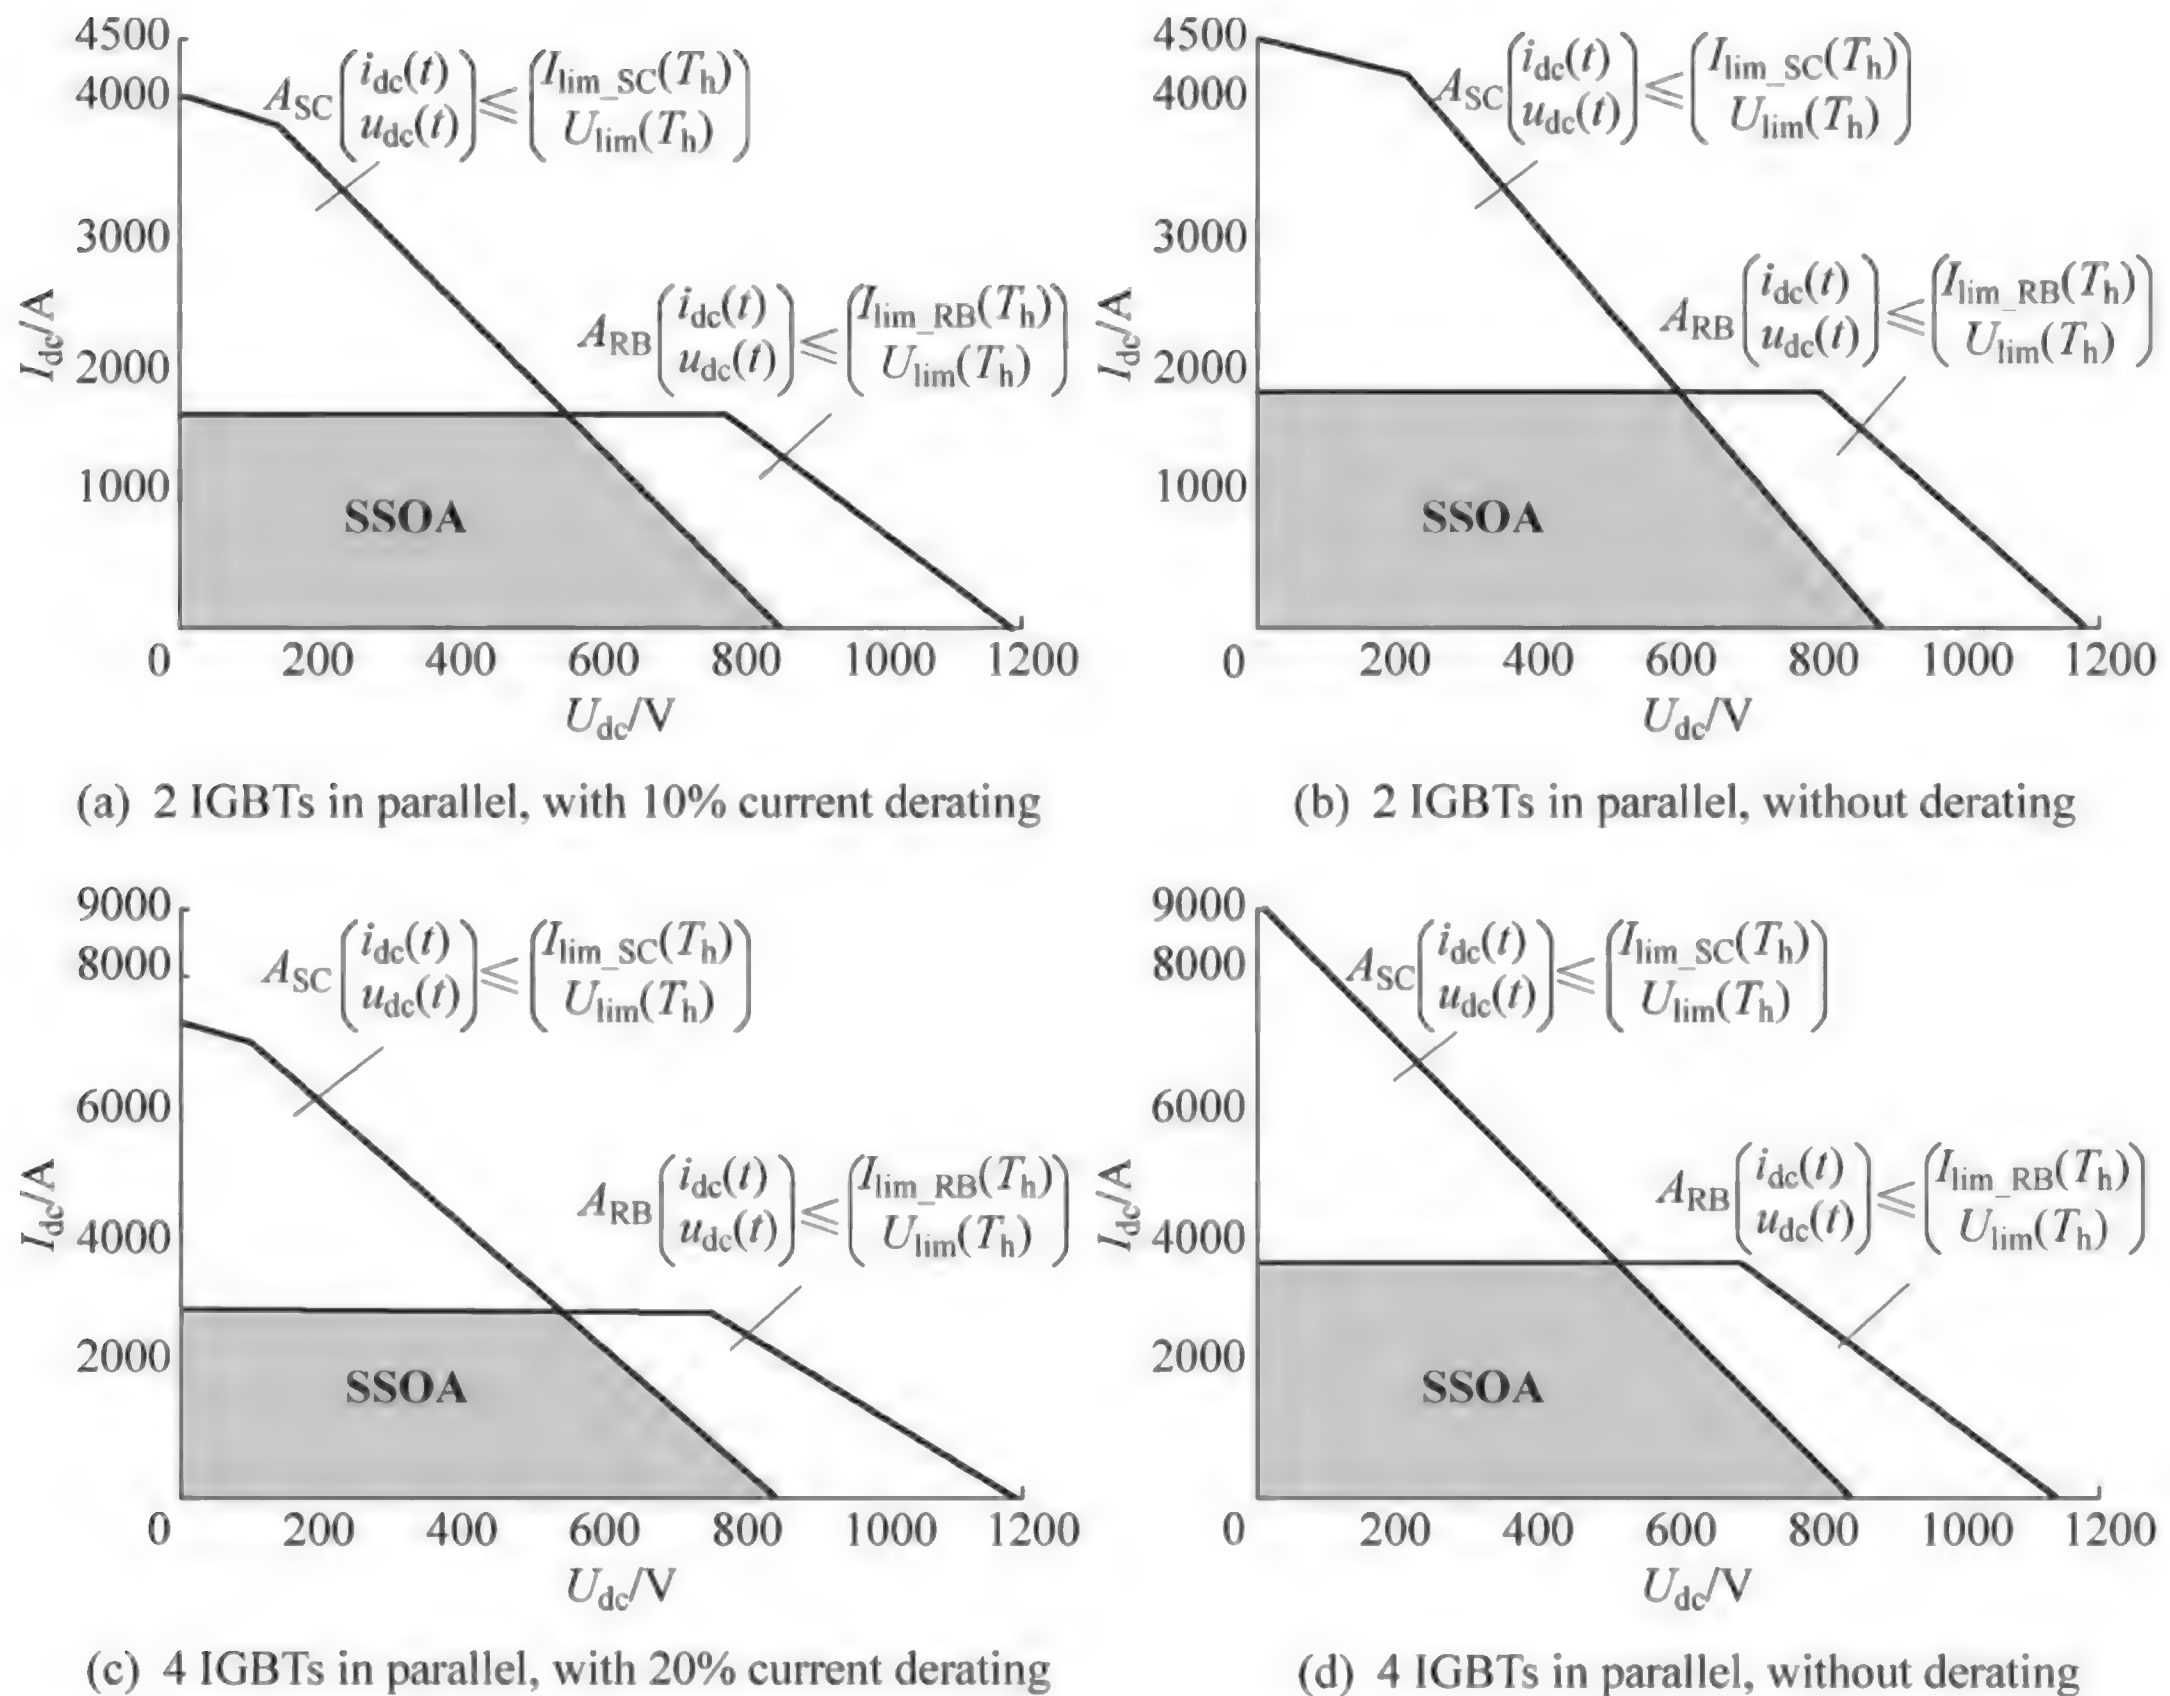 4500
4000
3000
2000
1000
I_dc/A
A_SC (i_dc(t) u_dc(t)) ≤ (I_lim_SC(T_h) U_lim(T_h))
A_RB (i_dc(t) u_dc(t)) ≤ (I_lim_RB(T_h) U_lim(T_h))
SSOA
0 200 400 600 800 1000 1200
U_dc/V
(a) 2 IGBTs in parallel, with 10% current derating
4500
4000
3000
2000
1000
I_dc/A
A_SC (i_dc(t) u_dc(t)) ≤ (I_lim_SC(T_h) U_lim(T_h))
A_RB (i_dc(t) u_dc(t)) ≤ (I_lim_RB(T_h) U_lim(T_h))
SSOA
0 200 400 600 800 1000 1200
U_dc/V
(b) 2 IGBTs in parallel, without derating
9000
8000
6000
4000
2000
I_dc/A
A_SC (i_dc(t) u_dc(t)) ≤ (I_lim_SC(T_h) U_lim(T_h))
A_RB (i_dc(t) u_dc(t)) ≤ (I_lim_RB(T_h) U_lim(T_h))
SSOA
0 200 400 600 800 1000 1200
U_dc/V
(c) 4 IGBTs in parallel, with 20% current derating
9000
8000
6000
4000
2000
I_dc/A
A_SC (i_dc(t) u_dc(t)) ≤ (I_lim_SC(T_h) U_lim(T_h))
A_RB (i_dc(t) u_dc(t)) ≤ (I_lim_RB(T_h) U_lim(T_h))
SSOA
0 200 400 600 800 1000 1200
U_dc/V
(d) 4 IGBTs in parallel, without derating